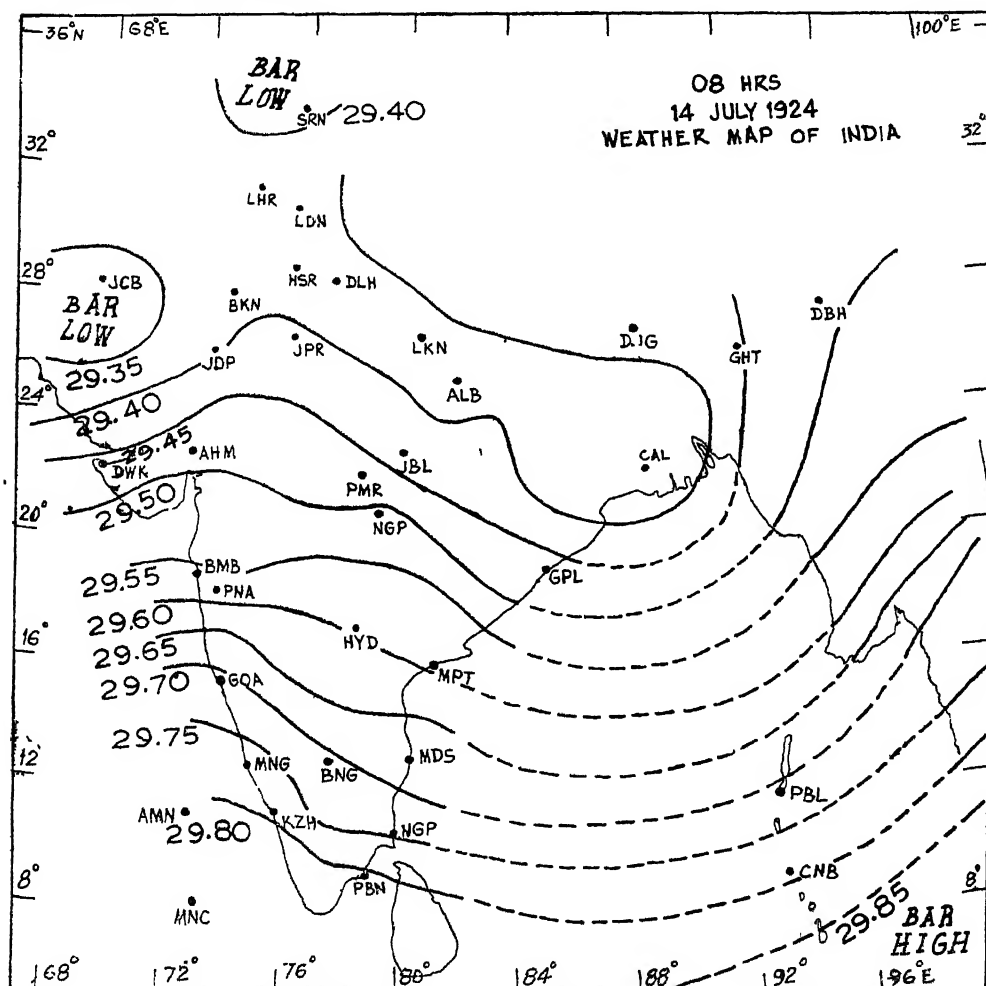 36°N
68°E
100°E
BAR
LOW
SRN
29.40
08 HRS
14 JULY 1924
WEATHER MAP OF INDIA
32°
32°
LHR
LDN
28°
JCB
HSR
DLH
BKN
DBH
BAR
LOW
JDP
JPR
LKN
DJG
GHT
29.35
24°
ALB
29.40
29.45
AHM
DWK
JBL
CAL
PMR
29.50
20°
NGP
BMB
GPL
29.55
PNA
29.60
HYD
16°
29.65
MPT
29.70
GOA
29.75
12°
MNG
BNG
MDS
PBL
AMN
KZH
29.80
NGP
8°
PBN
CNB
8°
MNC
29.85
BAR
HIGH
68°
72°
76°
80°
84°
88°
92°
96°E